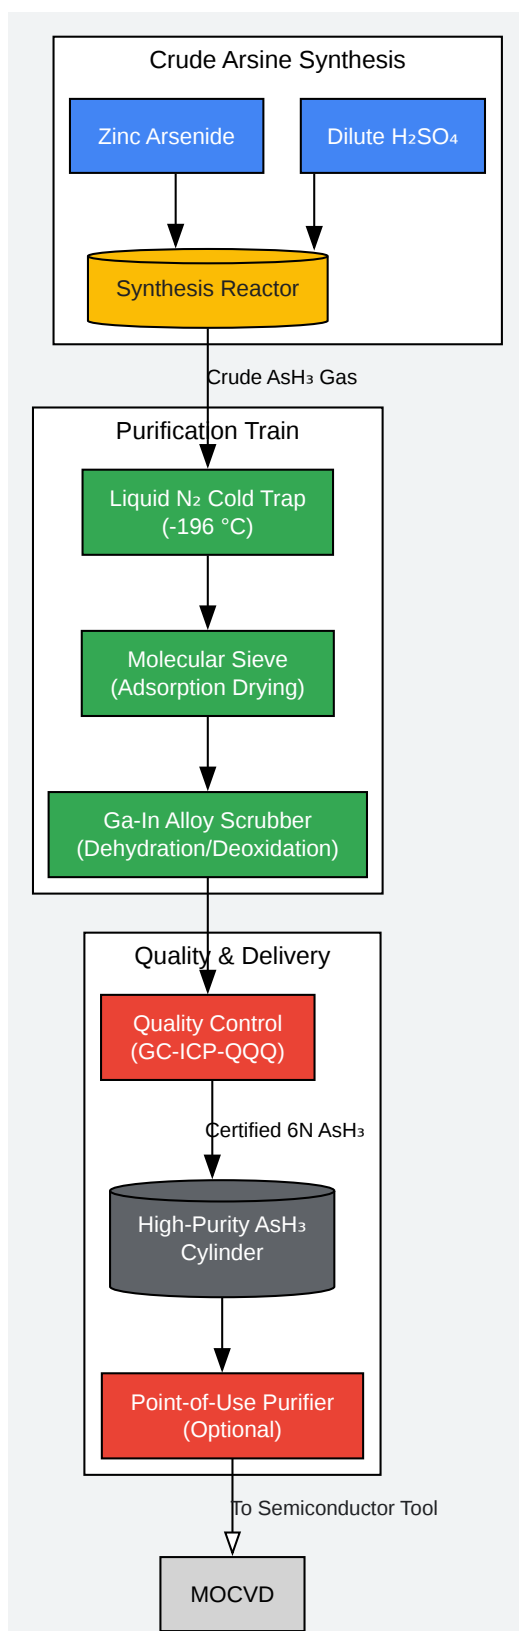 Crude Arsine Synthesis
Zinc Arsenide
Dilute H₂SO₄
Synthesis Reactor
Crude AsH₃ Gas
Purification Train
Liquid N₂ Cold Trap
(-196 °C)
Molecular Sieve
(Adsorption Drying)
Ga-In Alloy Scrubber
(Dehydration/Deoxidation)
Quality & Delivery
Quality Control
(GC-ICP-QQQ)
Certified 6N AsH₃
High-Purity AsH₃
Cylinder
Point-of-Use Purifier
(Optional)
To Semiconductor Tool
MOCVD